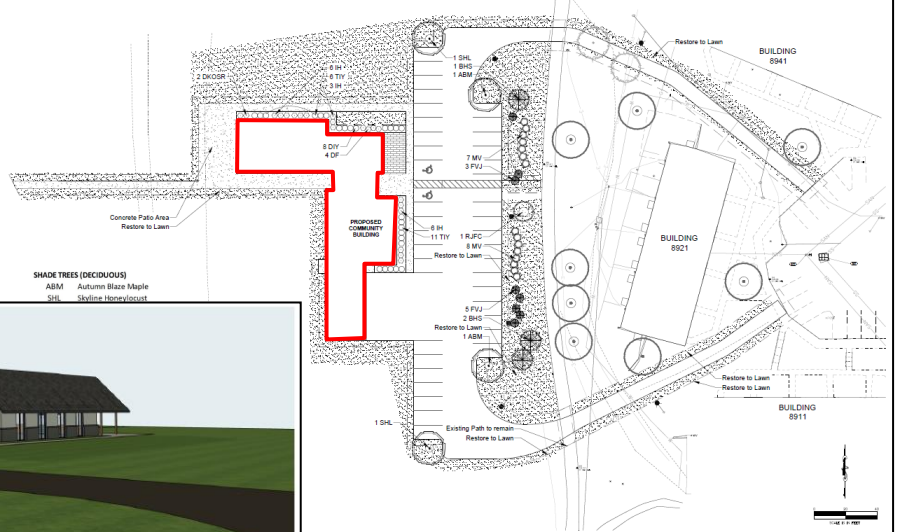 Restore to Lawn
BUILDING
8941
1 SHL
1 BHS
1 ABM
2 DKOSR
6 IH
6 TIY
3 IH
8 DIY
4 DF
7 MV
3 FVJ
Concrete Patio Area
Restore to Lawn
PROPOSED
COMMUNITY
BUILDING
6 IH
11 TIY
1 RJFC
8 MV
Restore to Lawn
BUILDING
8921
SHADE TREES (DECIDUOUS)
ABM Autumn Blaze Maple
SHL Skyline Honeylocust
5 FVJ
2 BHS
Restore to Lawn
1 ABM
Restore to Lawn
Restore to Lawn
BUILDING
8911
1 SHL
Existing Path to remain
Restore to Lawn